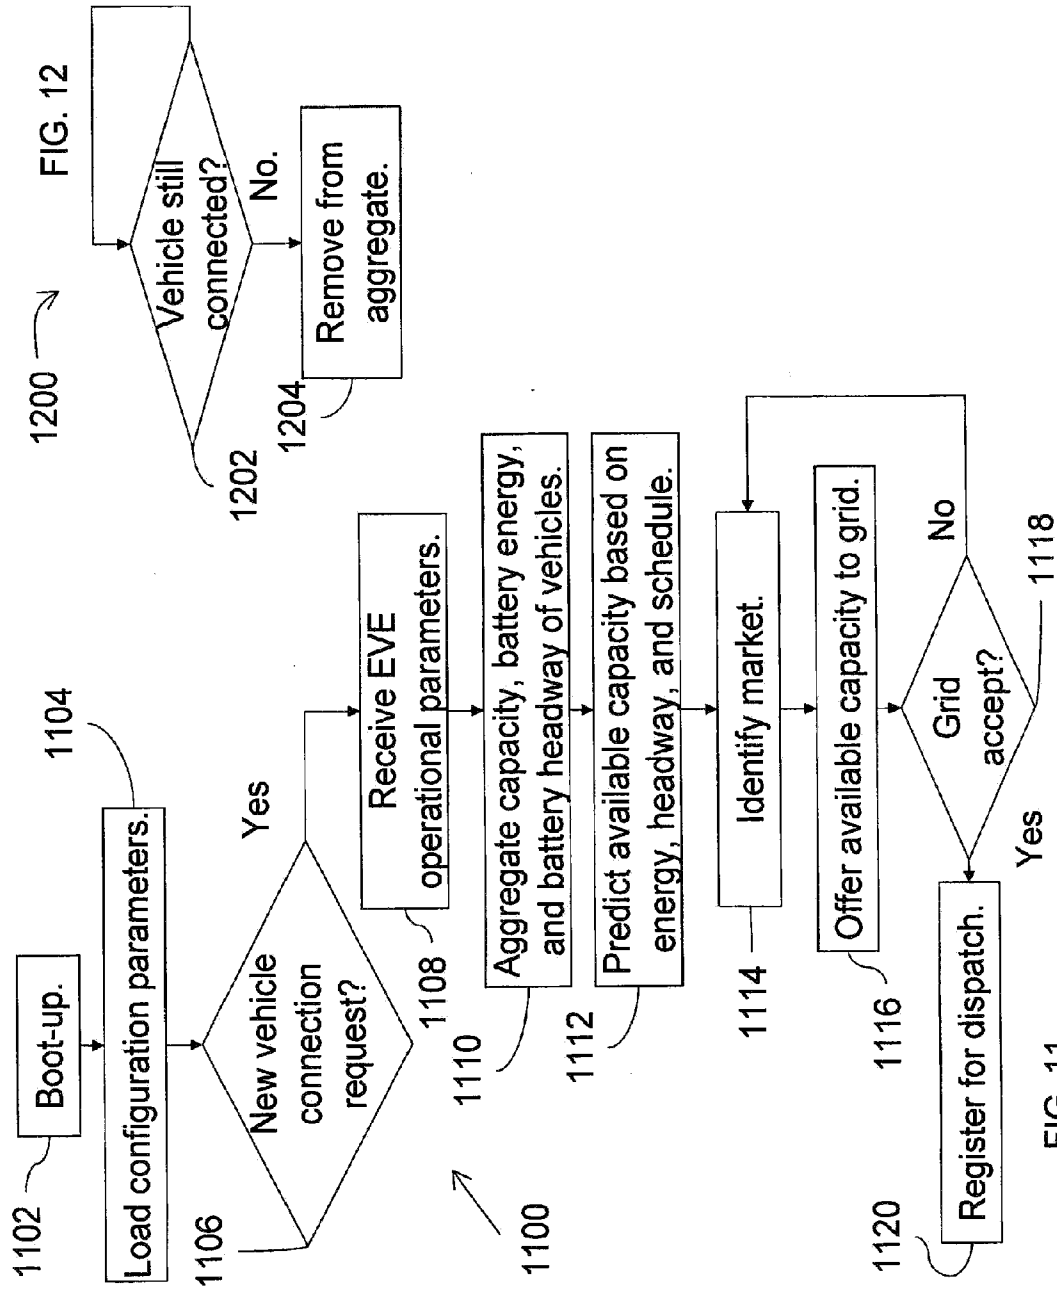 1102
Boot-up.
1104
Load configuration parameters.
1106
New vehicle
connection
request?
Yes
1100
1108
Receive EVE
operational parameters.
1110
Aggregate capacity, battery energy,
and battery headway of vehicles.
1112
Predict available capacity based on
energy, headway, and schedule.
1114
Identify market.
1116
Offer available capacity to grid.
Grid
accept?
No
1118
Yes
1120
Register for dispatch.
FIG. 11
1200
FIG. 12
Vehicle still
connected?
1202
No.
1204
Remove from
aggregate.